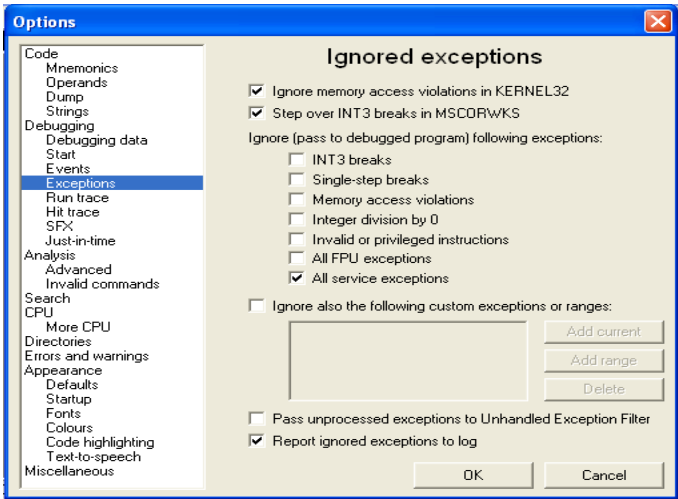 Options
Code
Mnemonics
Operands
Dump
Strings
Debugging
Debugging data
Start
Events
Exceptions
Run trace
Hit trace
SFX
Just-in-time
Analysis
Advanced
Invalid commands
Search
CPU
More CPU
Directories
Errors and warnings
Appearance
Defaults
Startup
Fonts
Colours
Code highlighting
Text-to-speech
Miscellaneous
Ignored exceptions
Ignore memory access violations in KERNEL32
Step over INT3 breaks in MSCORWKS
Ignore (pass to debugged program) following exceptions:
INT3 breaks
Single-step breaks
Memory access violations
Integer division by 0
Invalid or privileged instructions
All FPU exceptions
All service exceptions
Ignore also the following custom exceptions or ranges:
Add current
Add range
Delete
Pass unprocessed exceptions to Unhandled Exception Filter
Report ignored exceptions to log
OK
Cancel